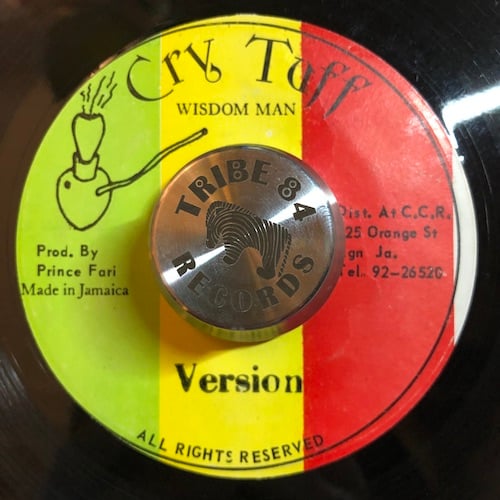 Cry Tuff
WISDOM MAN
TRIBE 84
RECORDS
Prod. By
Prince Fari
Made in Jamaica
Dist. At C.C.R.
25 Orange St
gn Ja.
Tel. 92-26520
Version
ALL RIGHTS RESERVED